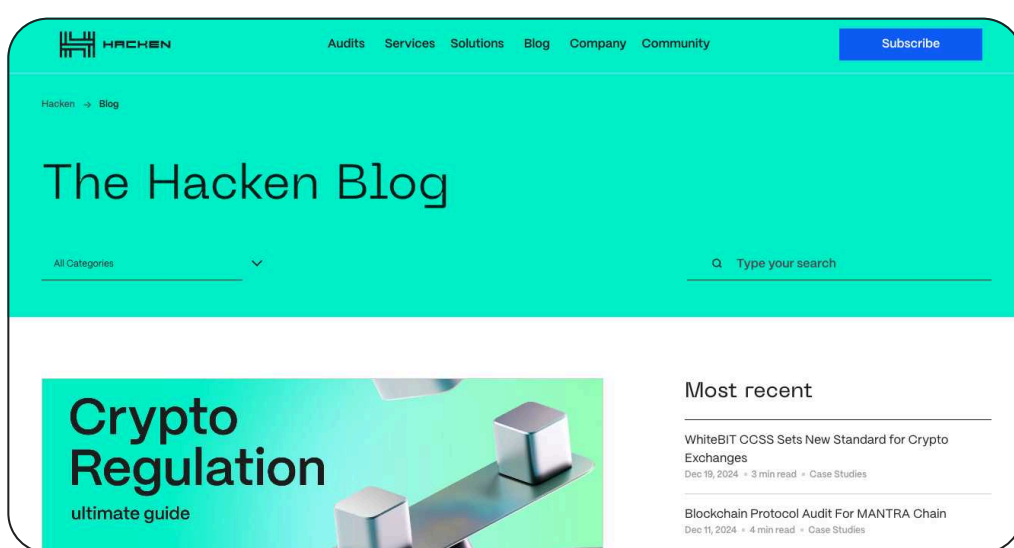 HACKEN
Audits Services Solutions Blog Company Community
Subscribe
Hacken → Blog
The Hacken Blog
All Categories
Type your search
Crypto
Regulation
ultimate guide
Most recent
WhiteBIT CCSS Sets New Standard for Crypto
Exchanges
Dec 19, 2024 • 3 min read • Case Studies
Blockchain Protocol Audit For MANTRA Chain
Dec 11, 2024 • 4 min read • Case Studies